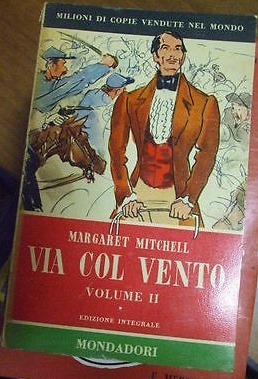 MILIONI DI COPIE VENDUTE NEL MONDO
MARGARET MITCHELL
VIA COL VENTO
VOLUME II
EDIZIONE INTEGRALE
MONDADORI